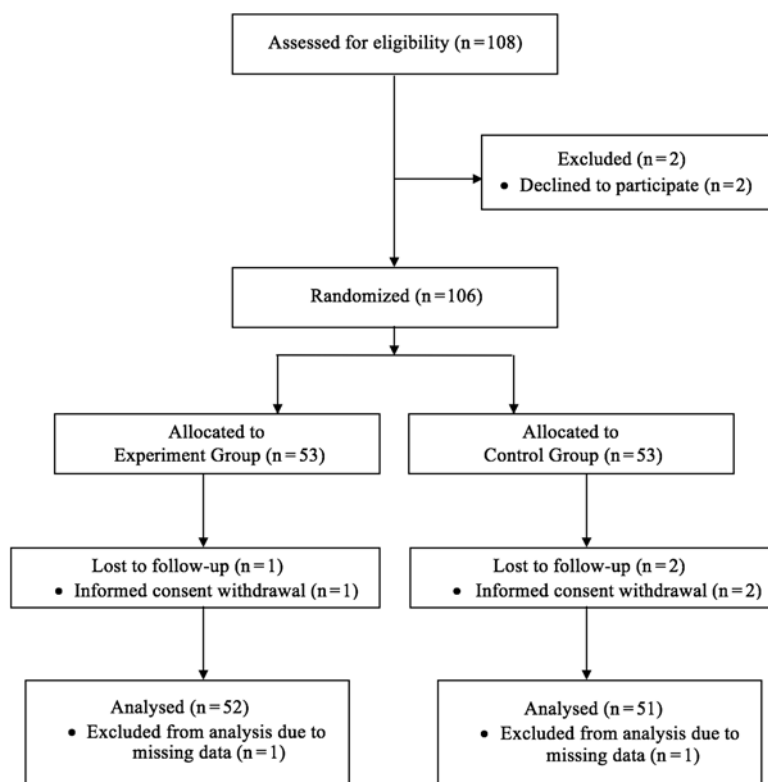 Assessed for eligibility (n=108)
Excluded (n=2)
• Declined to participate (n=2)
Randomized (n=106)
Allocated to
Experiment Group (n=53)
Allocated to
Control Group (n=53)
Lost to follow-up (n=1)
• Informed consent withdrawal (n=1)
Lost to follow-up (n=2)
• Informed consent withdrawal (n=2)
Analysed (n=52)
• Excluded from analysis due to
missing data (n=1)
Analysed (n=51)
• Excluded from analysis due to
missing data (n=1)